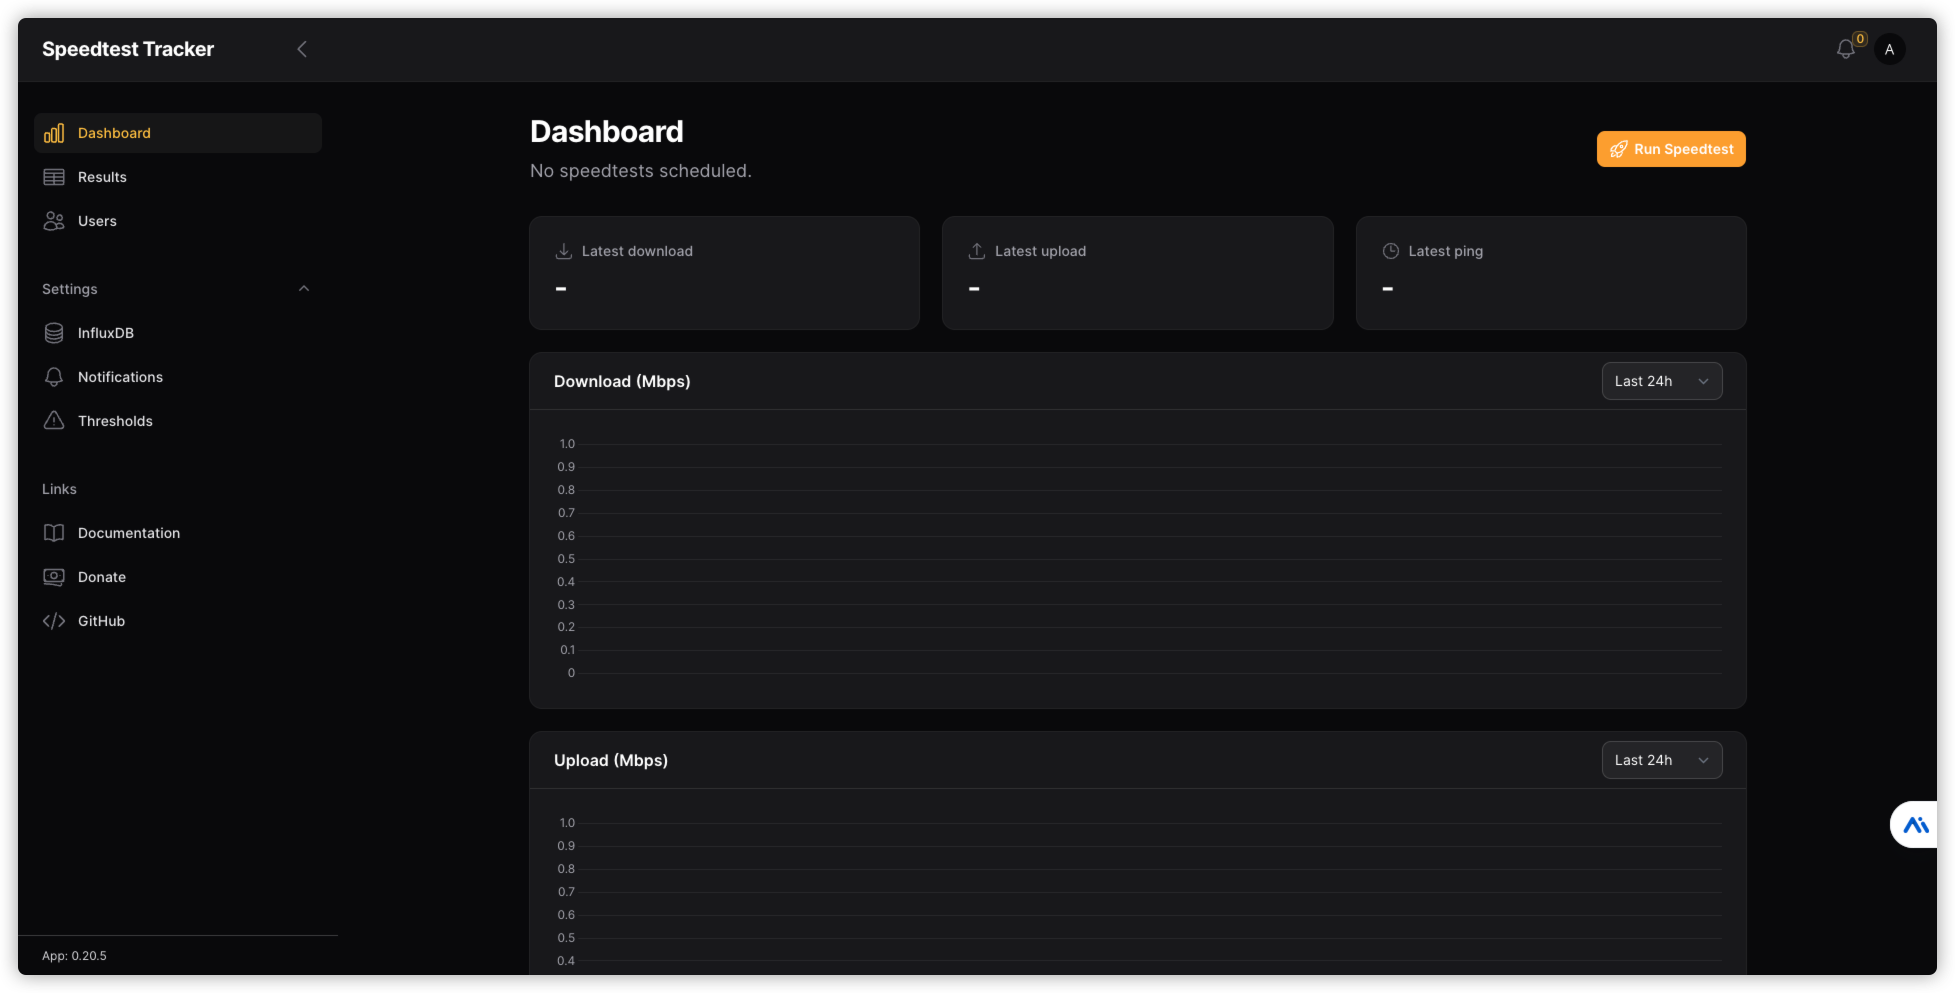 Speedtest Tracker
0
A
Dashboard
Results
Users
Settings
InfluxDB
Notifications
Thresholds
Links
Documentation
Donate
GitHub
App: 0.20.5
Dashboard
No speedtests scheduled.
Run Speedtest
Latest download
-
Latest upload
-
Latest ping
-
Download (Mbps)
Last 24h
1.0
0.9
0.8
0.7
0.6
0.5
0.4
0.3
0.2
0.1
0
Upload (Mbps)
Last 24h
1.0
0.9
0.8
0.7
0.6
0.5
0.4